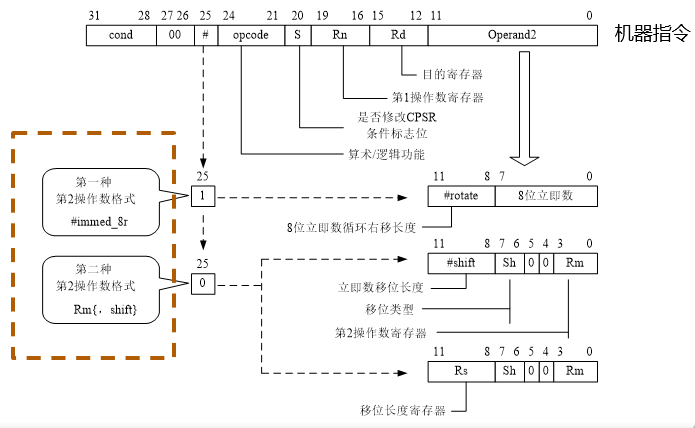 31 28 27 26 25 24 21 20 19 16 15 12 11 0
cond 00 # opcode S Rn Rd Operand2 机器指令
目的寄存器
第1操作数寄存器
是否修改CPSR
条件标志位
算术/逻辑功能
第一种
第2操作数格式
#immed_8r
25
1
11 8 7 0
#rotate 8位立即数
8位立即数循环右移长度
第二种
第2操作数格式
Rm{，shift}
25
0
11 8 7 6 5 4 3 0
#shift Sh 0 0 Rm
立即数移位长度
移位类型
第2操作数寄存器
11 8 7 6 5 4 3 0
Rs Sh 0 0 Rm
移位长度寄存器